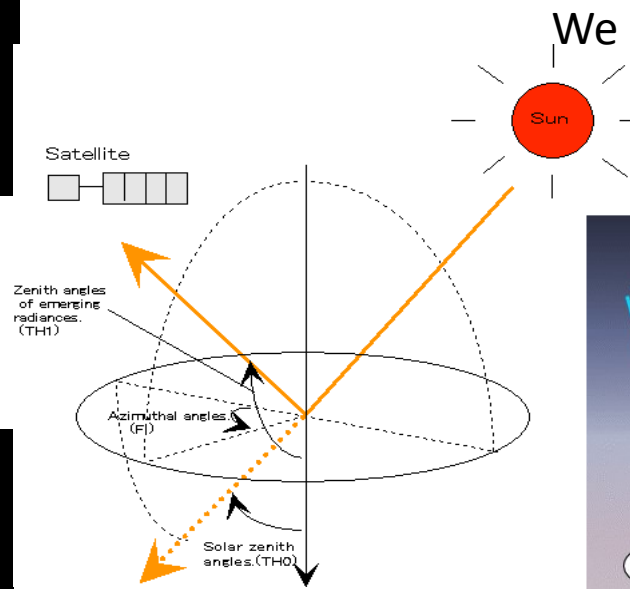 We
Sun
Satellite
Zenith angles
of emerging
radiances.
(TH1)
Azimuthal angles.
(FI)
Solar zenith
angles.(TH0)